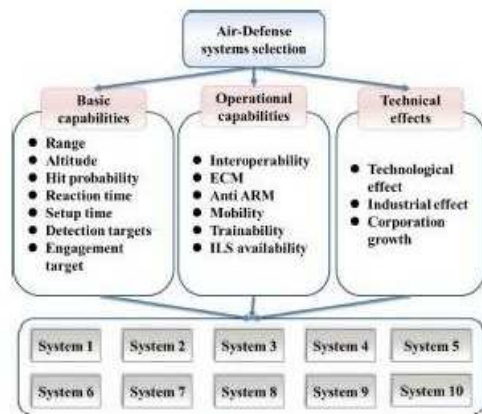 Air-Defense
systems selection
Basic
capabilities
Range
Altitude
Hit probability
Reaction time
Setup time
Detection targets
Engagement
target
Operational
capabilities
Interoperability
ECM
Anti ARM
Mobility
Trainability
ILS availability
Technical
effects
Technological
effect
Industrial effect
Corporation
growth
System 1
System 2
System 3
System 4
System 5
System 6
System 7
System 8
System 9
System 10